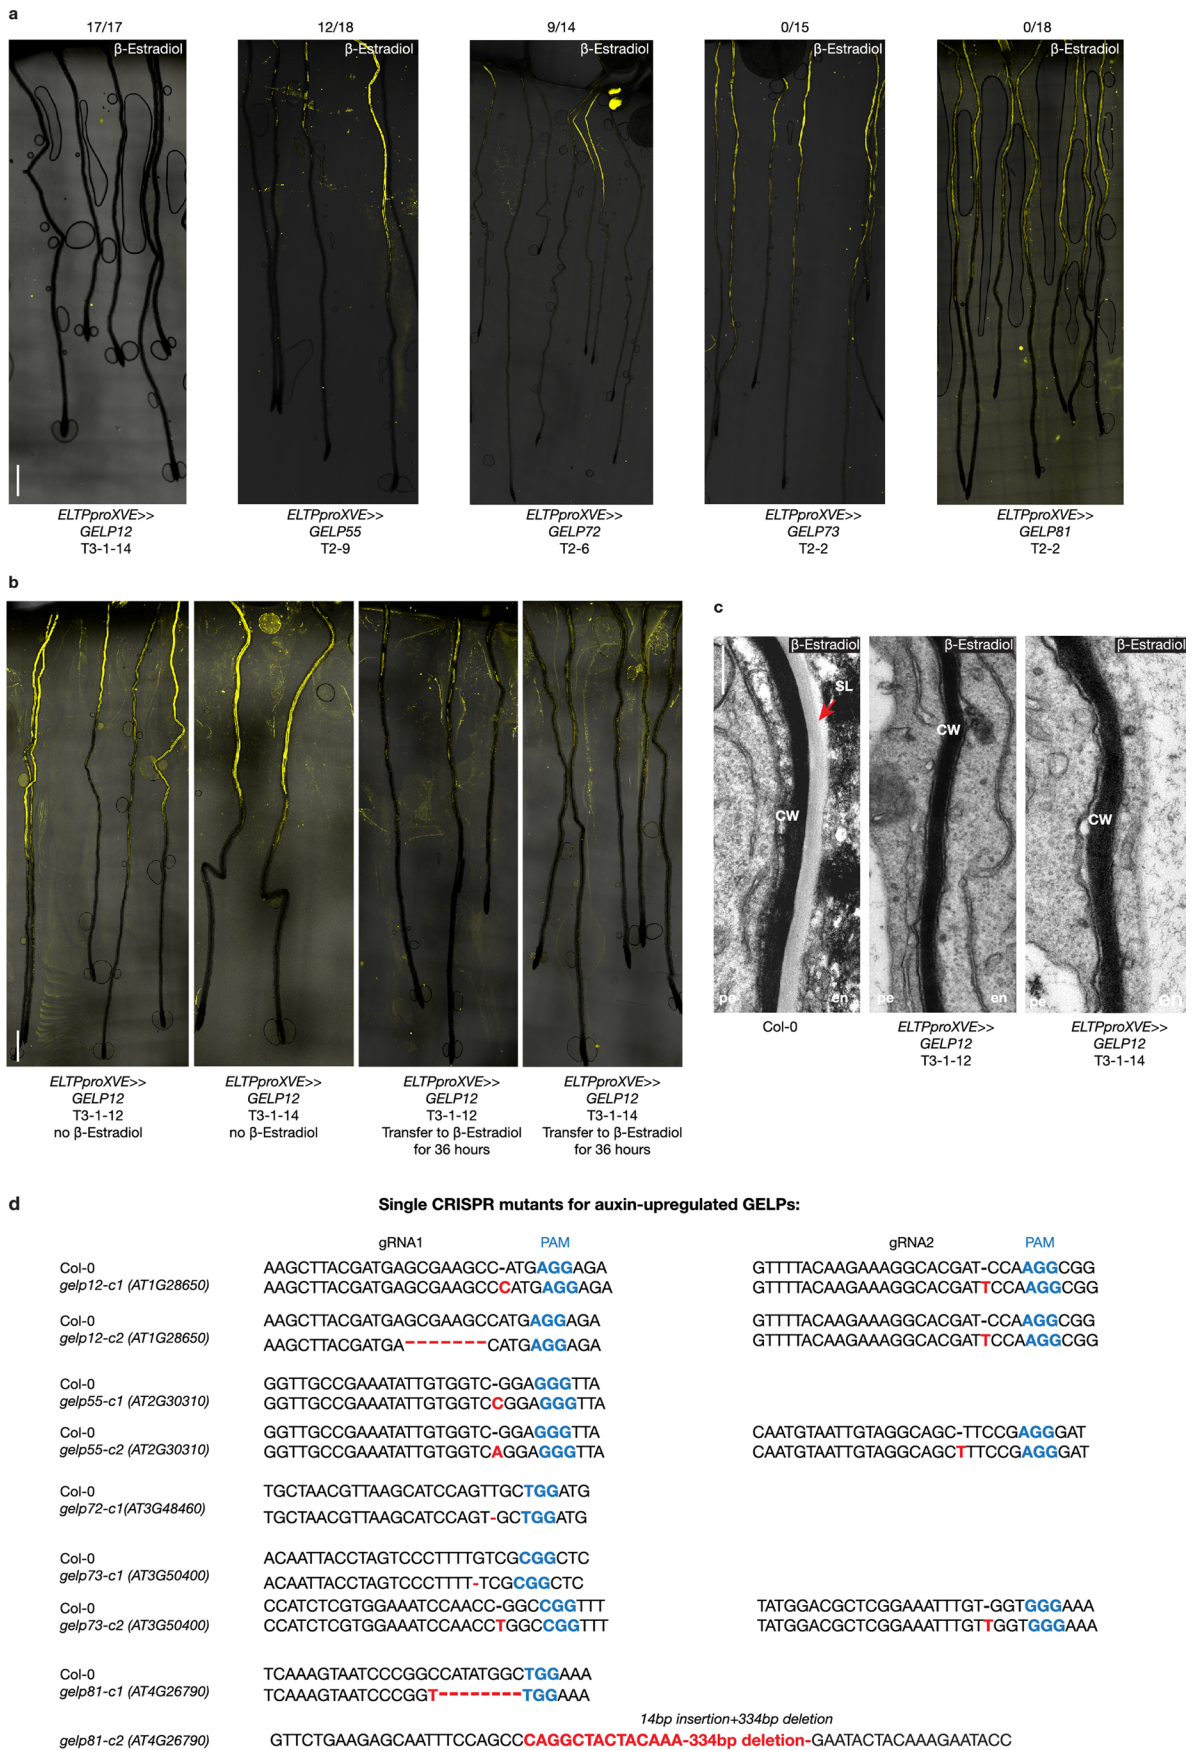 a
17/17
12/18
9/14
0/15
0/18
β-Estradiol
β-Estradiol
β-Estradiol
β-Estradiol
β-Estradiol
ELTPproXVE>>
GELP12
T3-1-14
ELTPproXVE>>
GELP55
T2-9
ELTPproXVE>>
GELP72
T2-6
ELTPproXVE>>
GELP73
T2-2
ELTPproXVE>>
GELP81
T2-2
b
ELTPproXVE>>
GELP12
T3-1-12
no β-Estradiol
ELTPproXVE>>
GELP12
T3-1-14
no β-Estradiol
ELTPproXVE>>
GELP12
T3-1-12
Transfer to β-Estradiol
for 36 hours
ELTPproXVE>>
GELP12
T3-1-14
Transfer to β-Estradiol
for 36 hours
c
β-Estradiol
SL
CW
pe
en
Col-0
β-Estradiol
CW
pe
en
ELTPproXVE>>
GELP12
T3-1-12
β-Estradiol
CW
pe
en
ELTPproXVE>>
GELP12
T3-1-14
d
Single CRISPR mutants for auxin-upregulated GELPs:
gRNA1 PAM gRNA2 PAM
Col-0 AAGCTTACGATGAGCGAAGCC-ATGAGGAGA GTTTTACAAGAAAGGCACGAT-CCAAGGCGG
gelp12-c1 (AT1G28650) AAGCTTACGATGAGCGAAGCCCATGAGGAGA GTTTTACAAGAAAGGCACGATTCCAAGGCGG
Col-0 AAGCTTACGATGAGCGAAGCCATGAGGAGA GTTTTACAAGAAAGGCACGAT-CCAAGGCGG
gelp12-c2 (AT1G28650) AAGCTTACGATGA-------CATGAGGAGA GTTTTACAAGAAAGGCACGATTCCAAGGCGG
Col-0 GGTTGCCGAAATATTGTGGTC-GGAGGGTTA
gelp55-c1 (AT2G30310) GGTTGCCGAAATATTGTGGTCCGGAGGGTTA
Col-0 GGTTGCCGAAATATTGTGGTC-GGAGGGTTA CAATGTAATTGTAGGCAGC-TTCCGAGGGAT
gelp55-c2 (AT2G30310) GGTTGCCGAAATATTGTGGTCAGGAGGGTTA CAATGTAATTGTAGGCAGCTTTCCGAGGGAT
Col-0 TGCTAACGTTAAGCATCCAGTTGCTGGATG
gelp72-c1(AT3G48460) TGCTAACGTTAAGCATCCAGT-GCTGGATG
Col-0 ACAATTACCTAGTCCCTTTTGTCGCGGCTC
gelp73-c1 (AT3G50400) ACAATTACCTAGTCCCTTTT-TCGCGGCTC
Col-0 CCATCTCGTGGAAATCCAACC-GGCCGGTTT TATGGACGCTCGGAAATTTGT-GGTGGGAAA
gelp73-c2 (AT3G50400) CCATCTCGTGGAAATCCAACCTGGCCGGTTT TATGGACGCTCGGAAATTTGTTGGTGGGAAA
Col-0 TCAAAGTAATCCCGGCCATATGGCTGGAAA
gelp81-c1 (AT4G26790) TCAAAGTAATCCCGGT---------TGGAAA
14bp insertion+334bp deletion
gelp81-c2 (AT4G26790) GTTCTGAAGAGCAATTTCCAGCCCAGGCTACTACAAA-334bp deletion-GAATACTACAAAGAATACC